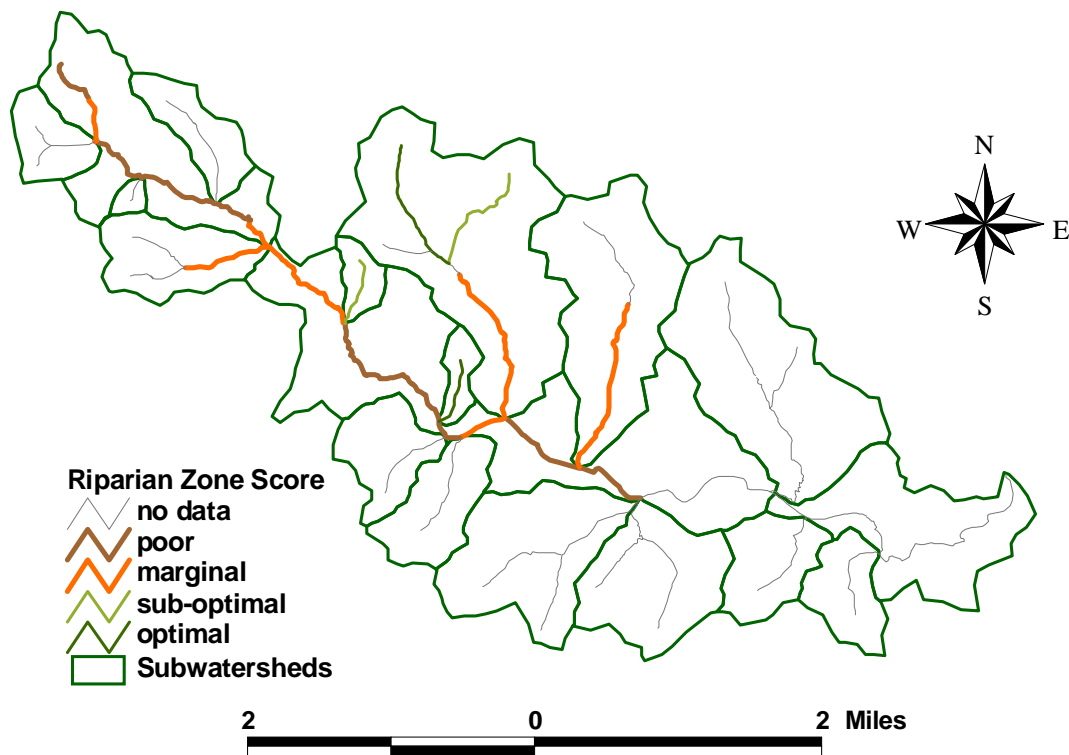 N
W E
S
Riparian Zone Score
no data
poor
marginal
sub-optimal
optimal
Subwatersheds
2 0 2 Miles